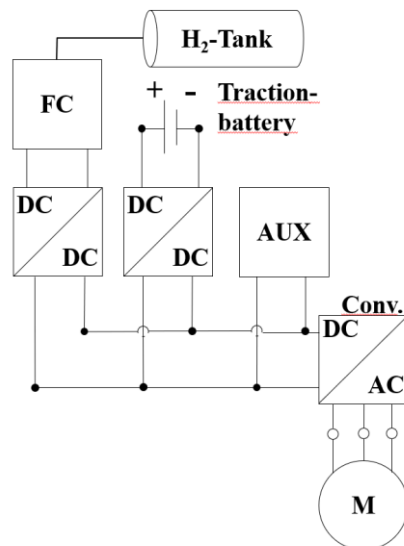 H₂-Tank
FC
+ -
Traction-
battery
DC
DC
DC
DC
AUX
Conv.
DC
AC
M